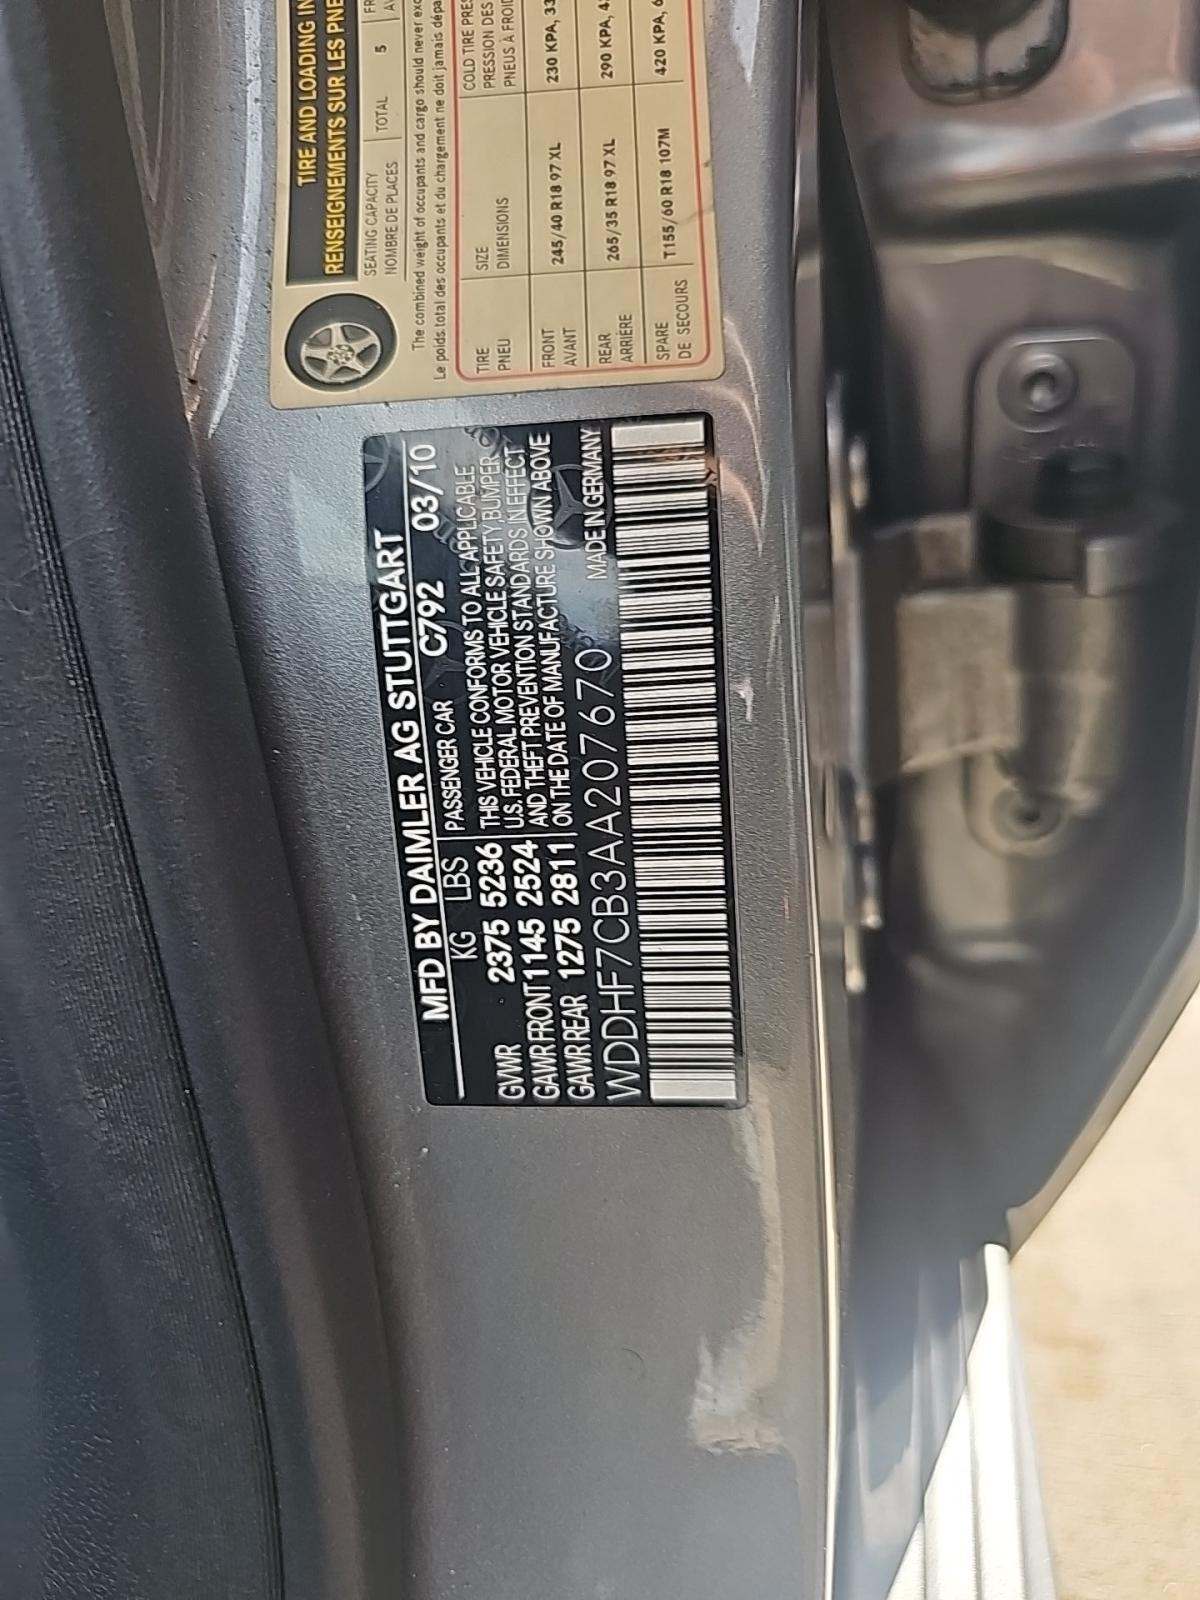 TIRE AND LOADING IN
RENSEIGNEMENTS SUR LES PNE
SEATING CAPACITY
NOMBRE DE PLACES
TOTAL 5
The combined weight of occupants and cargo should never exc
Le poids total des occupants et du chargement ne doit jamais dépa
TIRE SIZE COLD TIRE PRES
PNEU DIMENSIONS PRESSION DES
PNEUS À FROID
FRONT 245/40 R18 97 XL 230 KPA, 33
AVANT
REAR 265/35 R18 97 XL 290 KPA, 4
ARRIÈRE
SPARE T155/60 R18 107M 420 KPA, 6
DE SECOURS
MFD BY DAIMLER AG STUTTGART
KG LBS PASSENGER CAR C792 03/10
GVWR 2375 5236 THIS VEHICLE CONFORMS TO ALL APPLICABLE
U.S. FEDERAL MOTOR VEHICLE SAFETY BUMPER
GAWR FRONT 1145 2524 AND THEFT PREVENTION STANDARDS IN EFFECT
GAWR REAR 1275 2811 ON THE DATE OF MANUFACTURE SHOWN ABOVE
WDDHF7CB3AA207670 MADE IN GERMANY